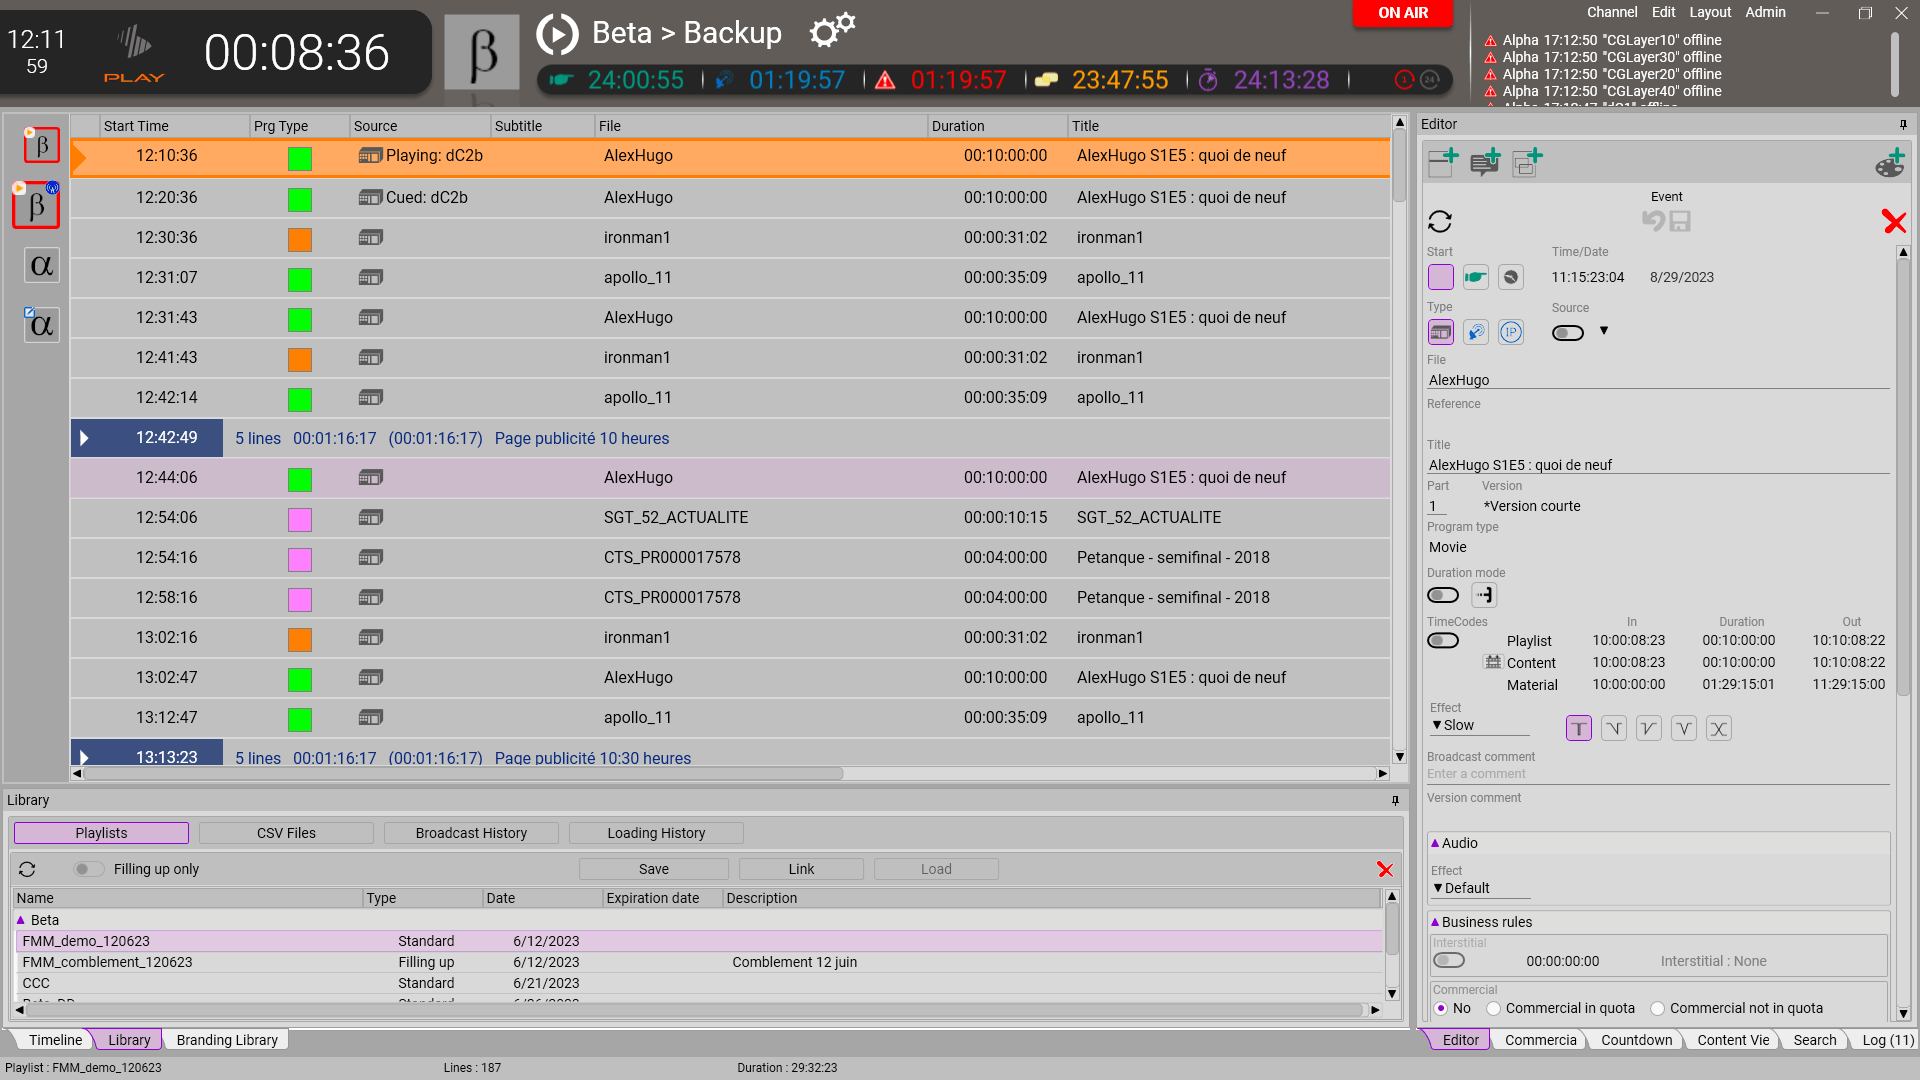 12:11
59
PLAY
00:08:36
β
Beta > Backup
ON AIR
Channel Edit Layout Admin
24:00:55 01:19:57 01:19:57 23:47:55 24:13:28
24
Alpha 17:12:50 "CGLayer10" offline
Alpha 17:12:50 "CGLayer30" offline
Alpha 17:12:50 "CGLayer20" offline
Alpha 17:12:50 "CGLayer40" offline
β
β
α
α
Start Time Prg Type Source Subtitle File Duration Title
12:10:36 Playing: dC2b AlexHugo 00:10:00:00 AlexHugo S1E5 : quoi de neuf
12:20:36 Cued: dC2b AlexHugo 00:10:00:00 AlexHugo S1E5 : quoi de neuf
12:30:36 ironman1 00:00:31:02 ironman1
12:31:07 apollo_11 00:00:35:09 apollo_11
12:31:43 AlexHugo 00:10:00:00 AlexHugo S1E5 : quoi de neuf
12:41:43 ironman1 00:00:31:02 ironman1
12:42:14 apollo_11 00:00:35:09 apollo_11
12:42:49 5 lines 00:01:16:17 (00:01:16:17) Page publicité 10 heures
12:44:06 AlexHugo 00:10:00:00 AlexHugo S1E5 : quoi de neuf
12:54:06 SGT_52_ACTUALITE 00:00:10:15 SGT_52_ACTUALITE
12:54:16 CTS_PR000017578 00:04:00:00 Petanque - semifinal - 2018
12:58:16 CTS_PR000017578 00:04:00:00 Petanque - semifinal - 2018
13:02:16 ironman1 00:00:31:02 ironman1
13:02:47 AlexHugo 00:10:00:00 AlexHugo S1E5 : quoi de neuf
13:12:47 apollo_11 00:00:35:09 apollo_11
13:13:23 5 lines 00:01:16:17 (00:01:16:17) Page publicité 10:30 heures
Library
Playlists CSV Files Broadcast History Loading History
Filling up only Save Link Load
Name Type Date Expiration date Description
Beta
FMM_demo_120623 Standard 6/12/2023
FMM_comblement_120623 Filling up 6/12/2023 Comblement 12 juin
CCC Standard 6/21/2023
Timeline Library Branding Library
Playlist : FMM_demo_120623 Lines : 187 Duration : 29:32:23
Editor
Event
Start Time/Date
11:15:23:04 8/29/2023
Type Source
IP
File
AlexHugo
Reference
Title
AlexHugo S1E5 : quoi de neuf
Part Version
1 *Version courte
Program type
Movie
Duration mode
TimeCodes In Duration Out
Playlist 10:00:08:23 00:10:00:00 10:10:08:22
Content 10:00:08:23 00:10:00:00 10:10:08:22
Material 10:00:00:00 01:29:15:01 11:29:15:00
Effect
Slow
Broadcast comment
Enter a comment
Version comment
Audio
Effect
Default
Business rules
Interstitial
00:00:00:00 Interstitial : None
Commercial
No Commercial in quota Commercial not in quota
Editor Commercia Countdown Content Vie Search Log (11)